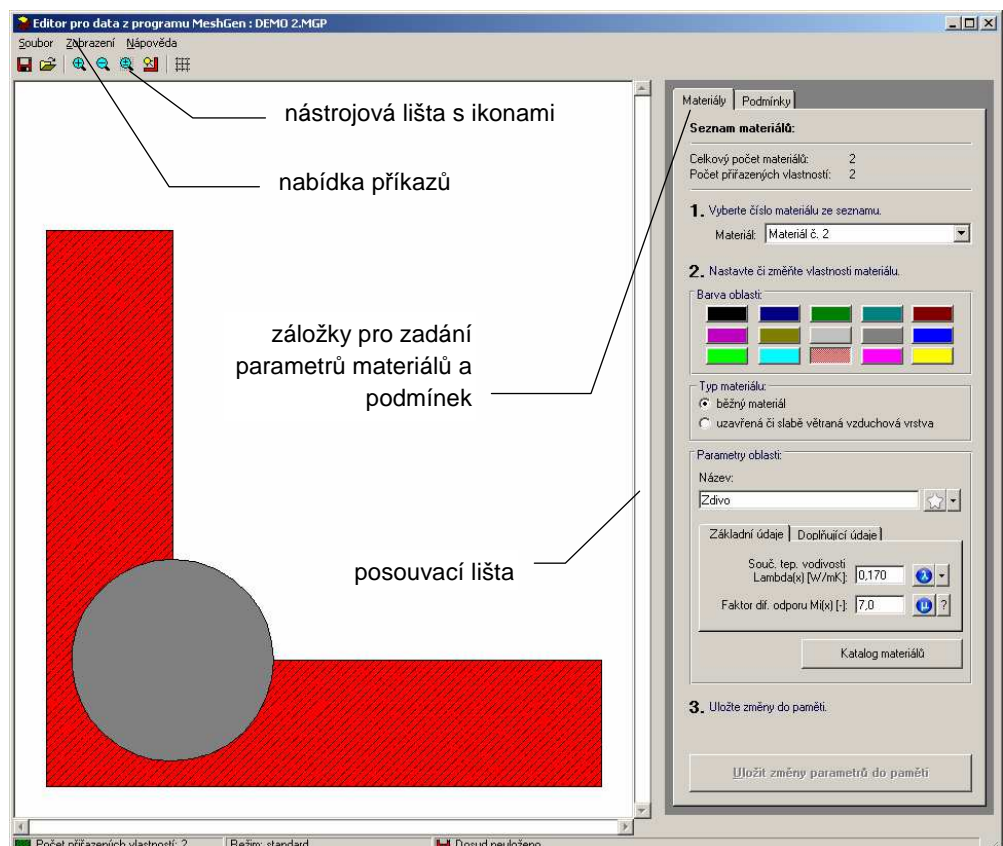 Editor pro data z programu MeshGen : DEMO 2.MGP
Soubor Zobrazení Nápověda
nástrojová lišta s ikonami
nabídka příkazů
záložky pro zadání
parametrů materiálů a
podmínek
posouvací lišta
Materiály Podmínky
Seznam materiálů:
Celkový počet materiálů: 2
Počet přiřazených vlastností: 2
1. Vyberte číslo materiálu ze seznamu.
Materiál: Materiál č. 2
2. Nastavte či změňte vlastnosti materiálu.
Barva oblasti:
Typ materiálu:
běžný materiál
uzavřená či slabě větraná vzduchová vrstva
Parametry oblasti:
Název:
Zdivo
Základní údaje Doplňující údaje
Souč. tep. vodivosti
Lambda(x) [W/mK]: 0,170 λ
Faktor dif. odporu Mi(x) [-]: 7,0 μ ?
Katalog materiálů
3. Uložte změny do paměti.
Uložit změny parametrů do paměti
Počet přiřazených vlastností: 2 Režim: standard Dosud neuloženo